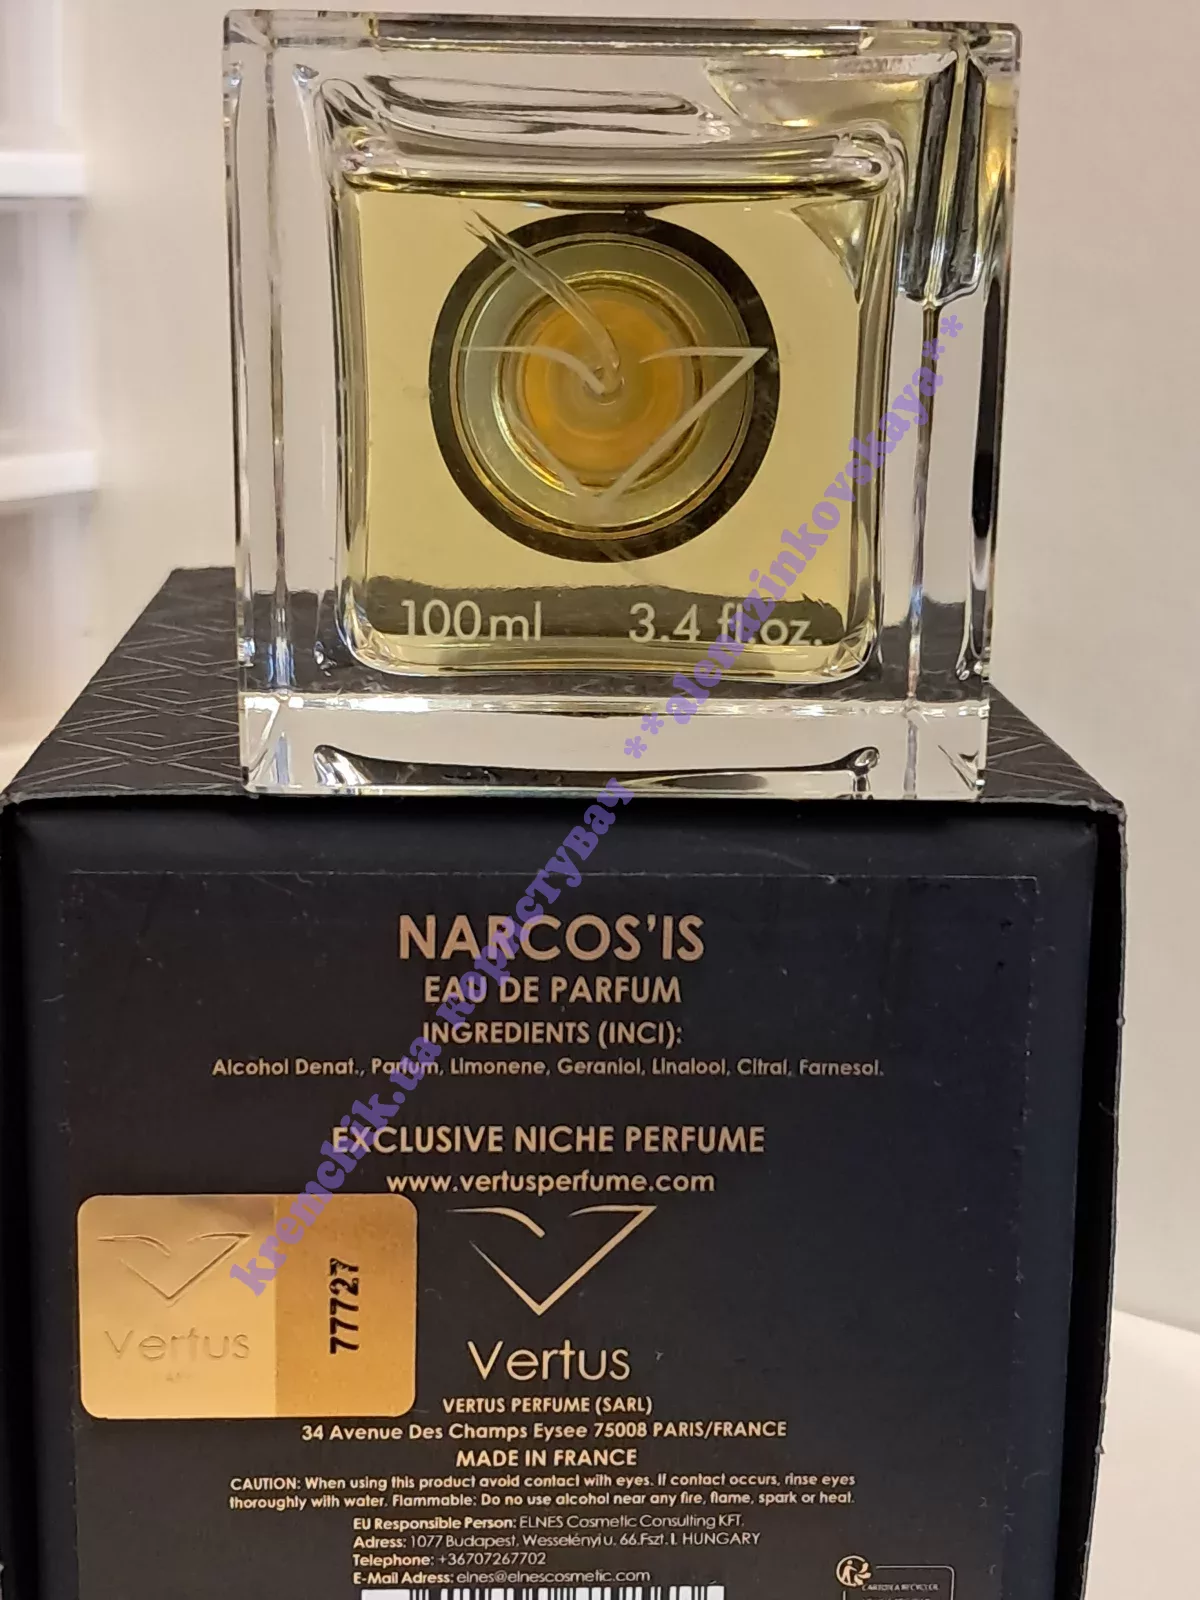 100ml 3.4 fl.oz.
NARCOS'IS
EAU DE PARFUM
INGREDIENTS (INCI):
Alcohol Denat., Parfum, Limonene, Geraniol, Linalool, Citral, Farnesol.
EXCLUSIVE NICHE PERFUME
www.vertusperfume.com
Vertus
77727
Vertus
VERTUS PERFUME (SARL)
34 Avenue Des Champs Eysee 75008 PARIS/FRANCE
MADE IN FRANCE
CAUTION: When using this product avoid contact with eyes. If contact occurs, rinse eyes
thoroughly with water. Flammable: Do no use alcohol near any fire, flame, spark or heat.
EU Responsible Person: ELNES Cosmetic Consulting KFT.
Adress: 1077 Budapest, Wesselényi u. 66.Fszt. I. HUNGARY
Telephone: +36707267702
E-Mail Adress: elnes@elnescosmetic.com
kremchik.ua користувач **alenazinkovskaya**